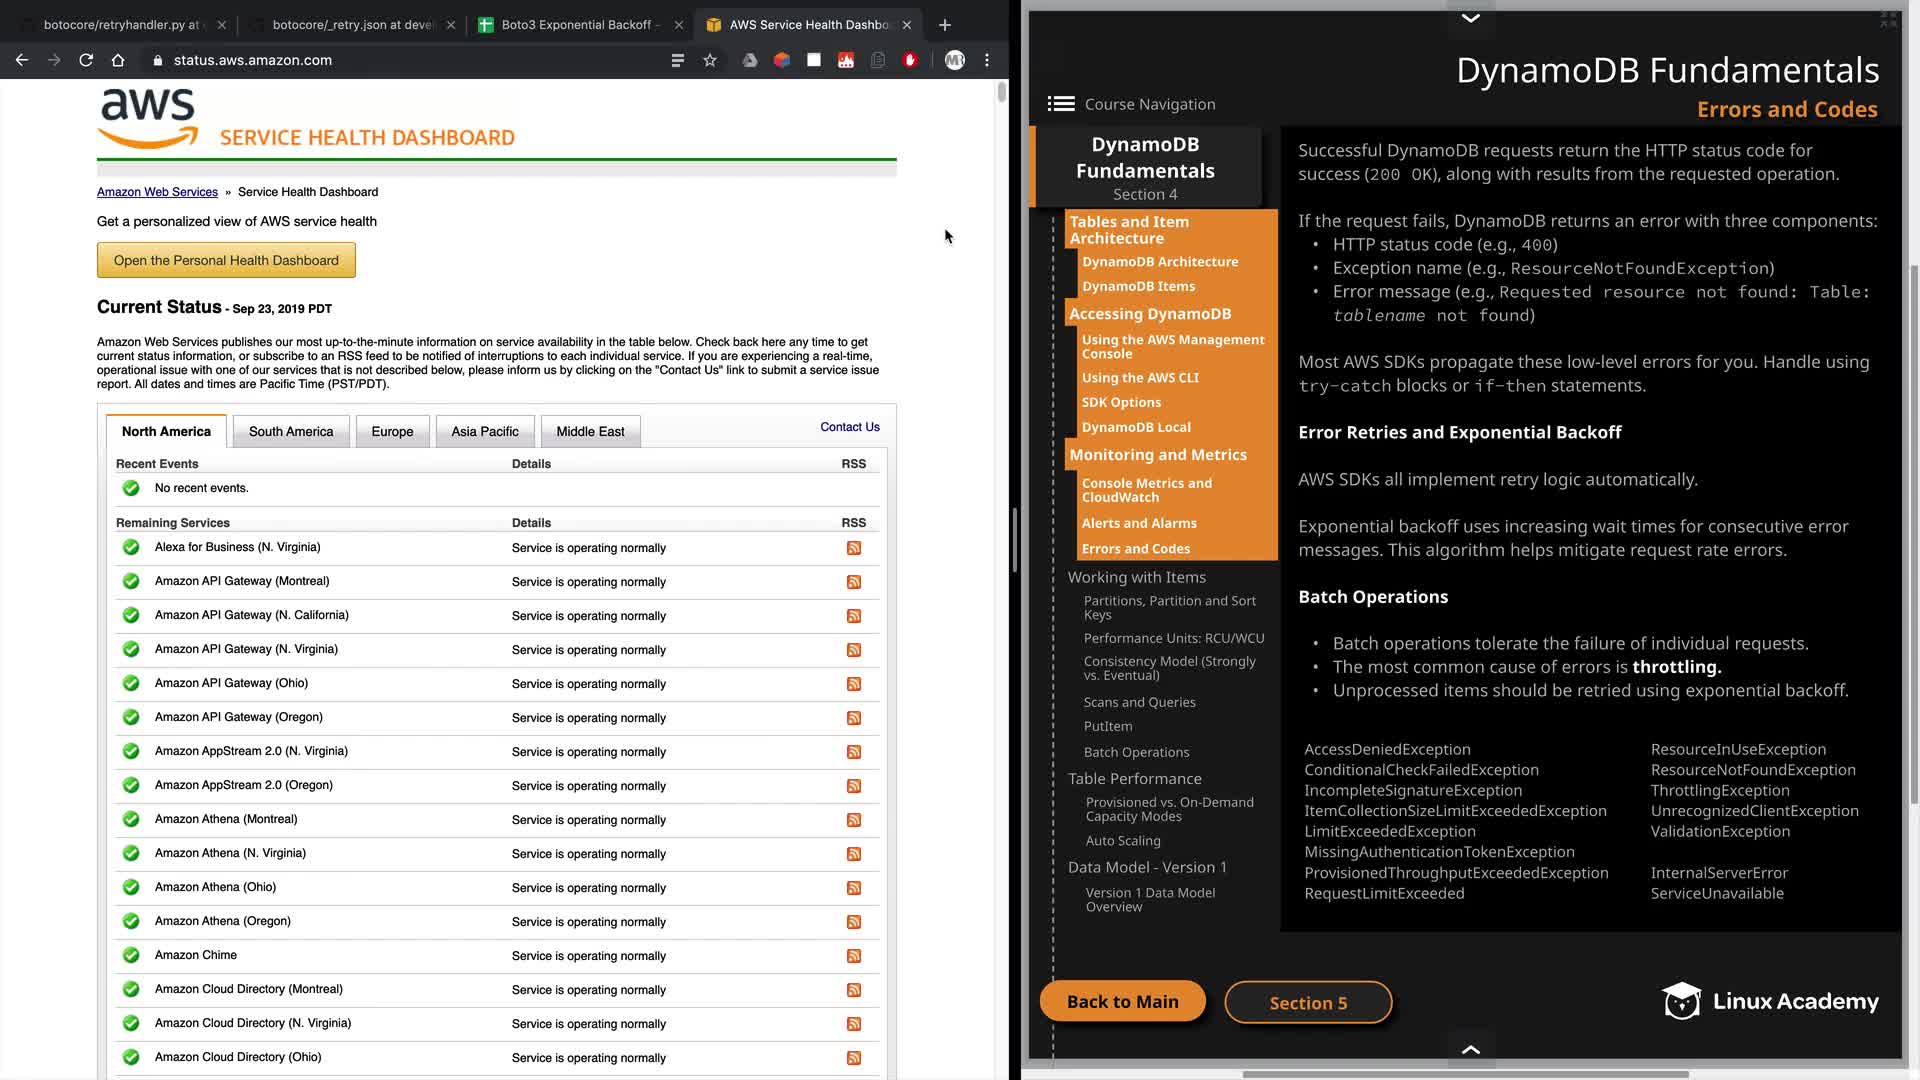 botocore/retryhandler.py at
botocore/_retry.json at deve
Boto3 Exponential Backoff -
AWS Service Health Dashbo
status.aws.amazon.com
MR
aws
SERVICE HEALTH DASHBOARD
Amazon Web Services » Service Health Dashboard
Get a personalized view of AWS service health
Open the Personal Health Dashboard
Current Status - Sep 23, 2019 PDT
Amazon Web Services publishes our most up-to-the-minute information on service availability in the table below. Check back here any time to get
current status information, or subscribe to an RSS feed to be notified of interruptions to each individual service. If you are experiencing a real-time,
operational issue with one of our services that is not described below, please inform us by clicking on the "Contact Us" link to submit a service issue
report. All dates and times are Pacific Time (PST/PDT).
North America South America Europe Asia Pacific Middle East Contact Us
Recent Events Details RSS
No recent events.
Remaining Services Details RSS
Alexa for Business (N. Virginia) Service is operating normally
Amazon API Gateway (Montreal) Service is operating normally
Amazon API Gateway (N. California) Service is operating normally
Amazon API Gateway (N. Virginia) Service is operating normally
Amazon API Gateway (Ohio) Service is operating normally
Amazon API Gateway (Oregon) Service is operating normally
Amazon AppStream 2.0 (N. Virginia) Service is operating normally
Amazon AppStream 2.0 (Oregon) Service is operating normally
Amazon Athena (Montreal) Service is operating normally
Amazon Athena (N. Virginia) Service is operating normally
Amazon Athena (Ohio) Service is operating normally
Amazon Athena (Oregon) Service is operating normally
Amazon Chime Service is operating normally
Amazon Cloud Directory (Montreal) Service is operating normally
Amazon Cloud Directory (N. Virginia) Service is operating normally
Amazon Cloud Directory (Ohio) Service is operating normally
DynamoDB Fundamentals
Errors and Codes
Course Navigation
DynamoDB
Fundamentals
Section 4
Tables and Item
Architecture
DynamoDB Architecture
DynamoDB Items
Accessing DynamoDB
Using the AWS Management
Console
Using the AWS CLI
SDK Options
DynamoDB Local
Monitoring and Metrics
Console Metrics and
CloudWatch
Alerts and Alarms
Errors and Codes
Working with Items
Partitions, Partition and Sort
Keys
Performance Units: RCU/WCU
Consistency Model (Strongly
vs. Eventual)
Scans and Queries
PutItem
Batch Operations
Table Performance
Provisioned vs. On-Demand
Capacity Modes
Auto Scaling
Data Model - Version 1
Version 1 Data Model
Overview
Successful DynamoDB requests return the HTTP status code for
success (200 OK), along with results from the requested operation.
If the request fails, DynamoDB returns an error with three components:
• HTTP status code (e.g., 400)
• Exception name (e.g., ResourceNotFoundException)
• Error message (e.g., Requested resource not found: Table:
tablename not found)
Most AWS SDKs propagate these low-level errors for you. Handle using
try-catch blocks or if-then statements.
Error Retries and Exponential Backoff
AWS SDKs all implement retry logic automatically.
Exponential backoff uses increasing wait times for consecutive error
messages. This algorithm helps mitigate request rate errors.
Batch Operations
• Batch operations tolerate the failure of individual requests.
• The most common cause of errors is throttling.
• Unprocessed items should be retried using exponential backoff.
AccessDeniedException ResourceInUseException
ConditionalCheckFailedException ResourceNotFoundException
IncompleteSignatureException ThrottlingException
ItemCollectionSizeLimitExceededException UnrecognizedClientException
LimitExceededException ValidationException
MissingAuthenticationTokenException
ProvisionedThroughputExceededException InternalServerError
RequestLimitExceeded ServiceUnavailable
Back to Main
Section 5
Linux Academy